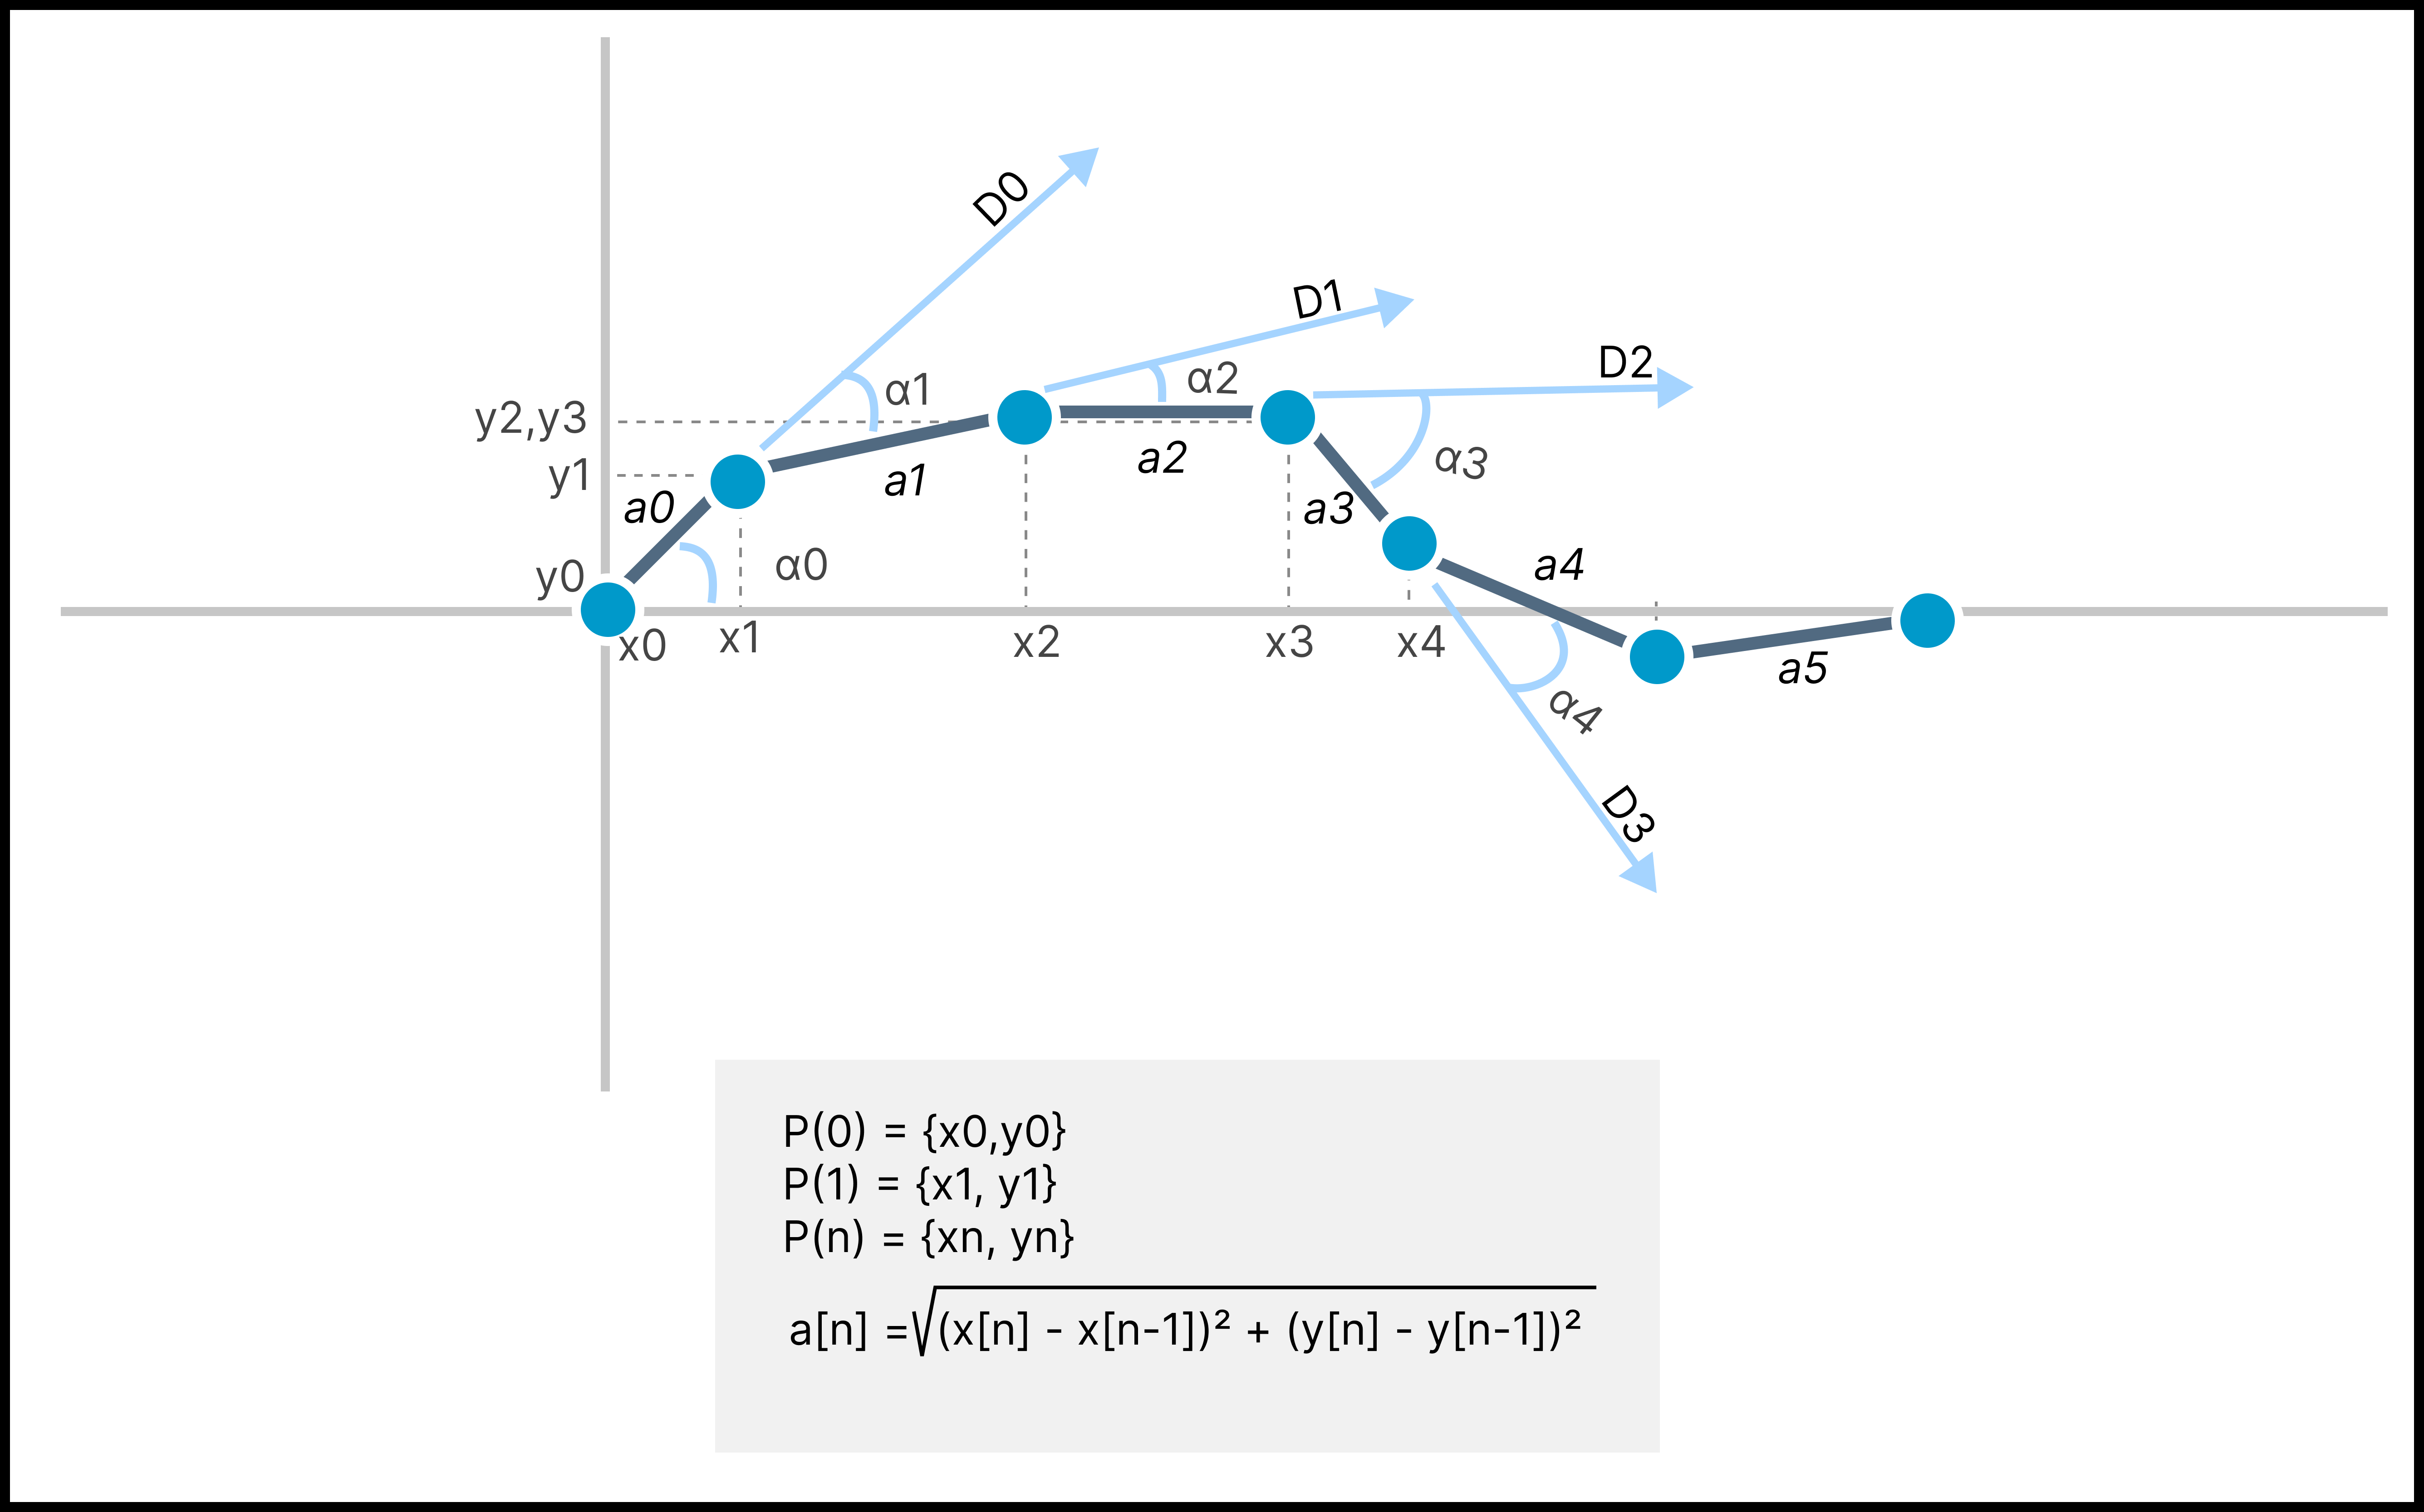 D0
D1
D2
α1
α2
y2,y3
y1
a0
a1
a2
α3
a3
α0
a4
y0
x0
x1
x2
x3
x4
a5
α4
D3
P(0) = {x0,y0}
P(1) = {x1, y1}
P(n) = {xn, yn}
a[n] =√(x[n] - x[n-1])² + (y[n] - y[n-1])²